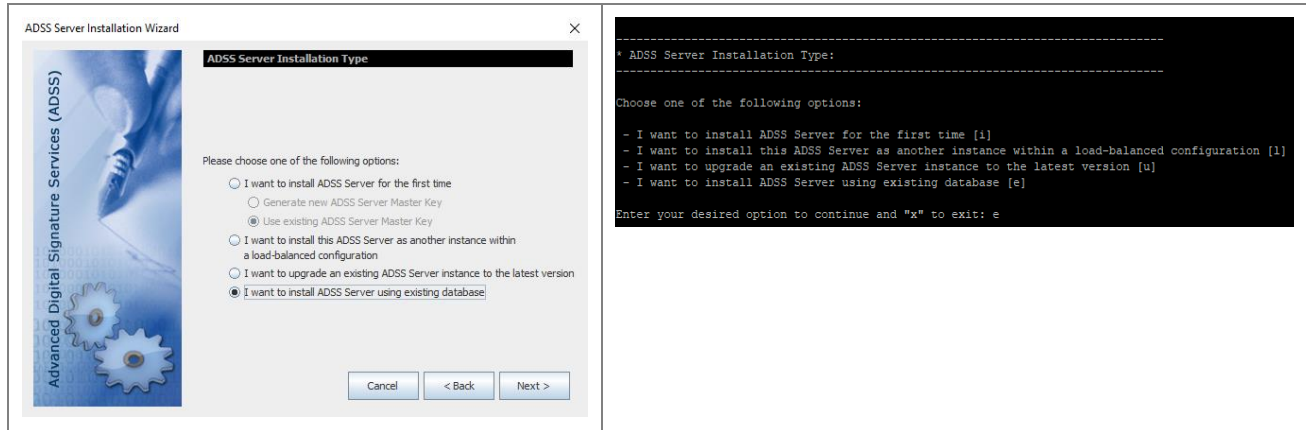 ADSS Server Installation Wizard
Advanced Digital Signature Services (ADSS)
ADSS Server Installation Type
Please choose one of the following options:
I want to install ADSS Server for the first time
Generate new ADSS Server Master Key
Use existing ADSS Server Master Key
I want to install this ADSS Server as another instance within
a load-balanced configuration
I want to upgrade an existing ADSS Server instance to the latest version
I want to install ADSS Server using existing database
Cancel
< Back
Next >
--------------------------------------------------------------------------------
* ADSS Server Installation Type:
--------------------------------------------------------------------------------
Choose one of the following options:
- I want to install ADSS Server for the first time [i]
- I want to install this ADSS Server as another instance within a load-balanced configuration [l]
- I want to upgrade an existing ADSS Server instance to the latest version [u]
- I want to install ADSS Server using existing database [e]
Enter your desired option to continue and "x" to exit: e